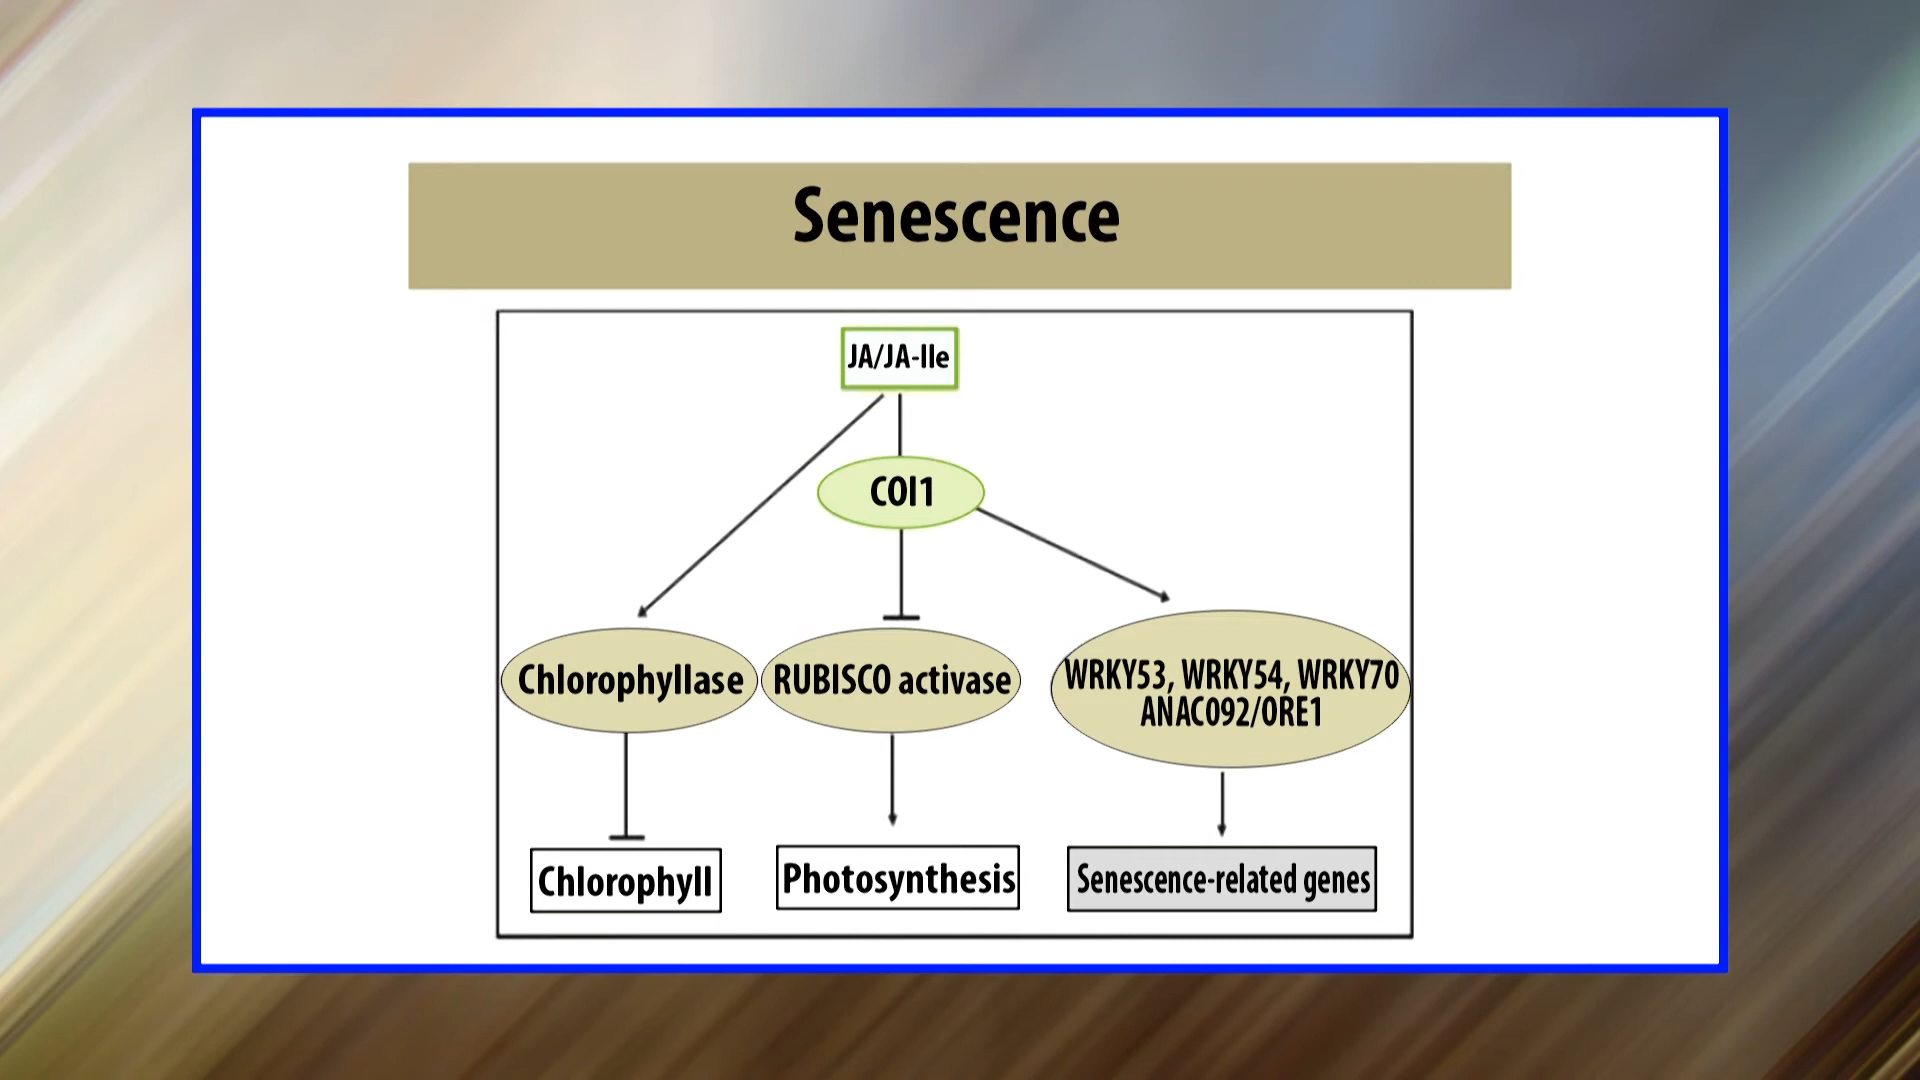 Senescence
JA/JA-Ile
COI1
Chlorophyllase
RUBISCO activase
WRKY53, WRKY54, WRKY70
ANAC092/ORE1
Chlorophyll
Photosynthesis
Senescence-related genes